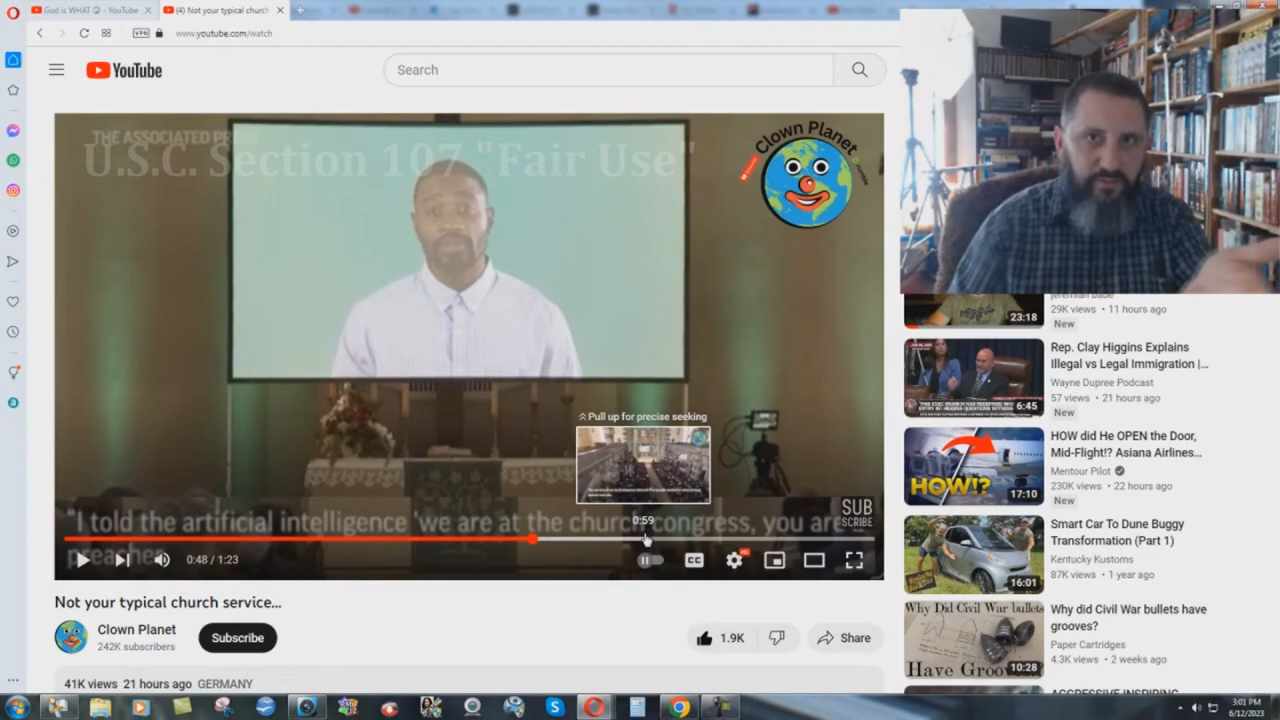 God is WHAT - YouTube
(4) Not your typical church
VPN
www.youtube.com/watch
YouTube
Search
THE ASSOCIATED PRESS
U.S.C. Section 107 "Fair Use"
Clown Planet
Pull up for precise seeking
0:59
"I told the artificial intelligence 'we are at the church congress, you are
preacher
SUB
SCRIBE
0:48 / 1:23
CC
HD
Not your typical church service...
Clown Planet
242K subscribers
Subscribe
1.9K
Share
41K views 21 hours ago GERMANY
23:18
jeremiah babe
29K views • 11 hours ago
New
6:45
Rep. Clay Higgins Explains
Illegal vs Legal Immigration |...
Wayne Dupree Podcast
57 views • 21 hours ago
New
HOW!?
17:10
HOW did He OPEN the Door,
Mid-Flight!? Asiana Airlines...
Mentour Pilot
230K views • 22 hours ago
New
16:01
Smart Car To Dune Buggy
Transformation (Part 1)
Kentucky Kustoms
87K views • 1 year ago
Why Did Civil War bullets
Have Grooves?
10:28
Why did Civil War bullets have
grooves?
Paper Cartridges
4.3K views • 2 weeks ago
AGGRESSIVE INSPIRING
3:01 PM
6/12/2023